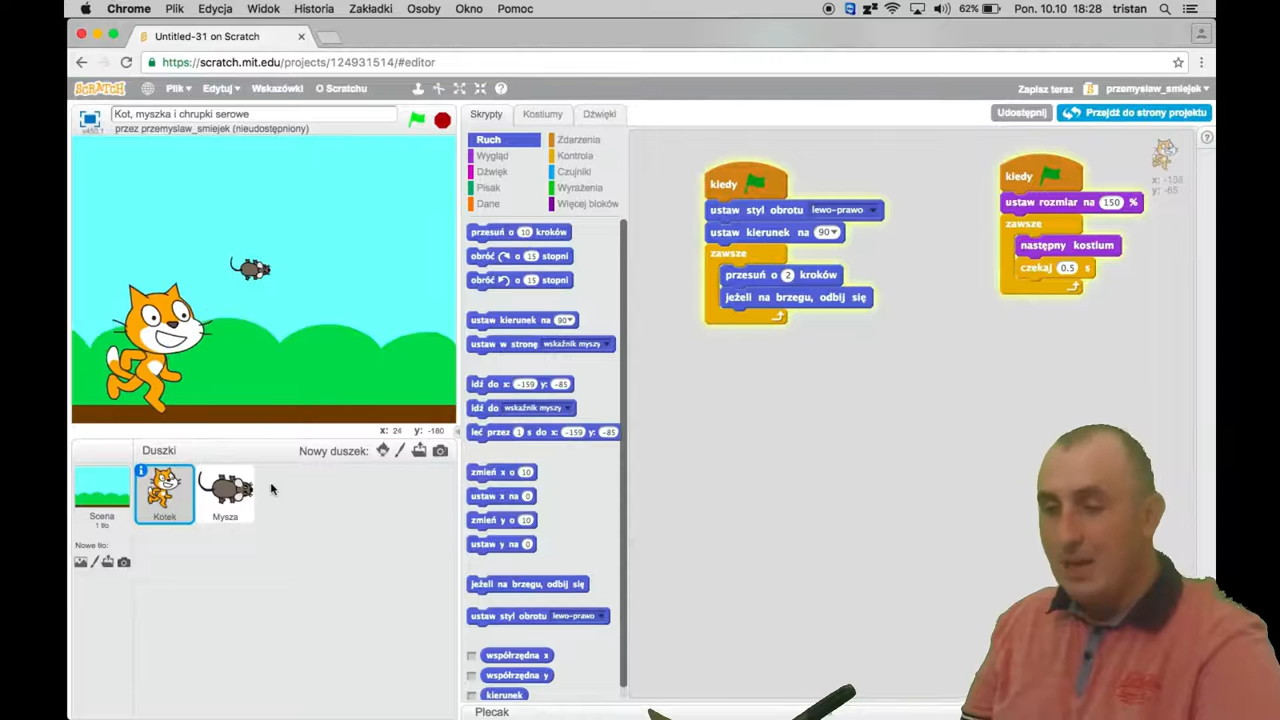 Chrome Plik Edycja Widok Historia Zakładki Osoby Okno Pomoc 62% Pon. 10.10 18:28 tristan
Untitled-31 on Scratch
https://scratch.mit.edu/projects/124931514/#editor
SCRATCH Plik Edytuj Wskazówki O Scratchu Zapisz teraz przemyslaw_smiejek
Kot, myszka i chrupki serowe
przez przemyslaw_smiejek (nieudostępniony)
v450.1
Skrypty Kostiumy Dźwięki
Udostępnij Przejdź do strony projektu
Ruch Zdarzenia
Wygląd Kontrola
Dźwięk Czujniki
Pisak Wyrażenia
Dane Więcej bloków
przesuń o 10 kroków
obróć o 15 stopni
obróć o 15 stopni
ustaw kierunek na 90
ustaw w stronę wskaźnik myszy
idź do x: -159 y: -85
idź do wskaźnik myszy
leć przez 1 s do x: -159 y: -85
zmień x o 10
ustaw x na 0
zmień y o 10
ustaw y na 0
jeżeli na brzegu, odbij się
ustaw styl obrotu lewo-prawo
współrzędna x
współrzędna y
kierunek
kiedy
ustaw styl obrotu lewo-prawo
ustaw kierunek na 90
zawsze
przesuń o 2 kroków
jeżeli na brzegu, odbij się
kiedy
ustaw rozmiar na 150 %
zawsze
następny kostium
czekaj 0.5 s
x: -108
y: -65
x: 24 y: -180
Duszki Nowy duszek:
Scena
1 tło
Kotek
Mysza
Nowe tło:
Plecak